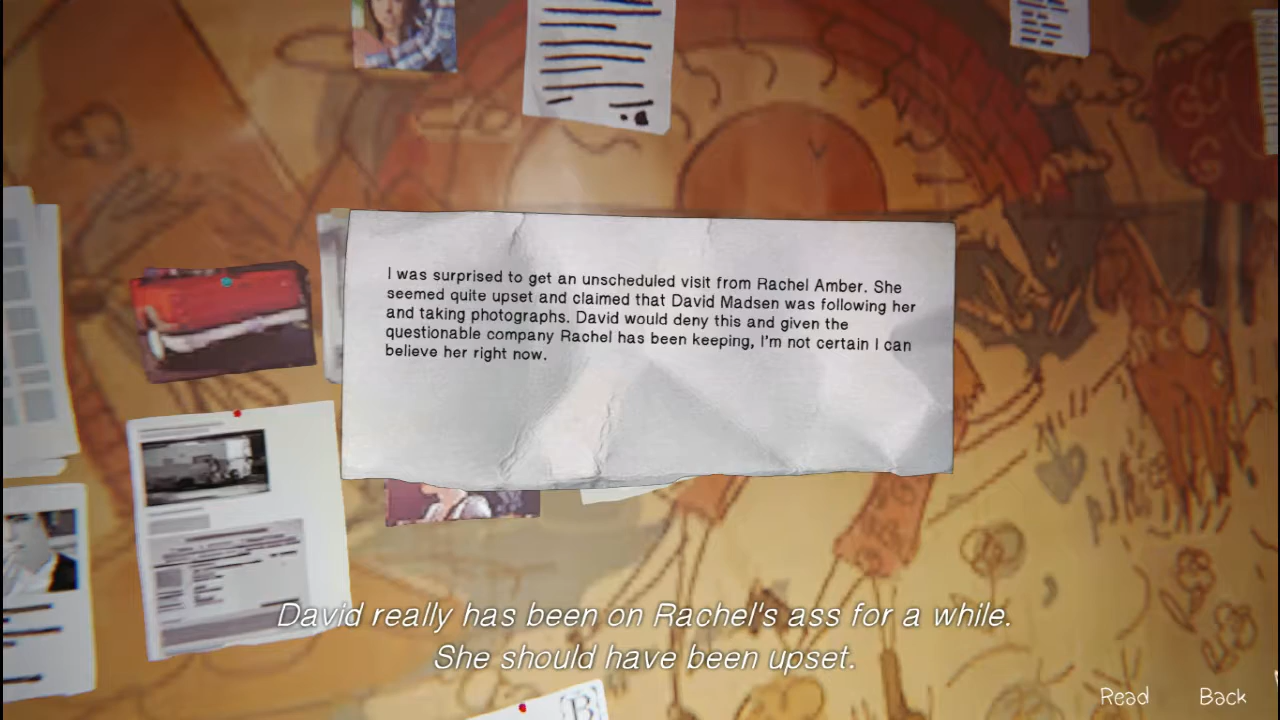 I was surprised to get an unscheduled visit from Rachel Amber. She
seemed quite upset and claimed that David Madsen was following her
and taking photographs. David would deny this and given the
questionable company Rachel has been keeping, I'm not certain I can
believe her right now.
David really has been on Rachel's ass for a while.
She should have been upset.
B
Read
Back